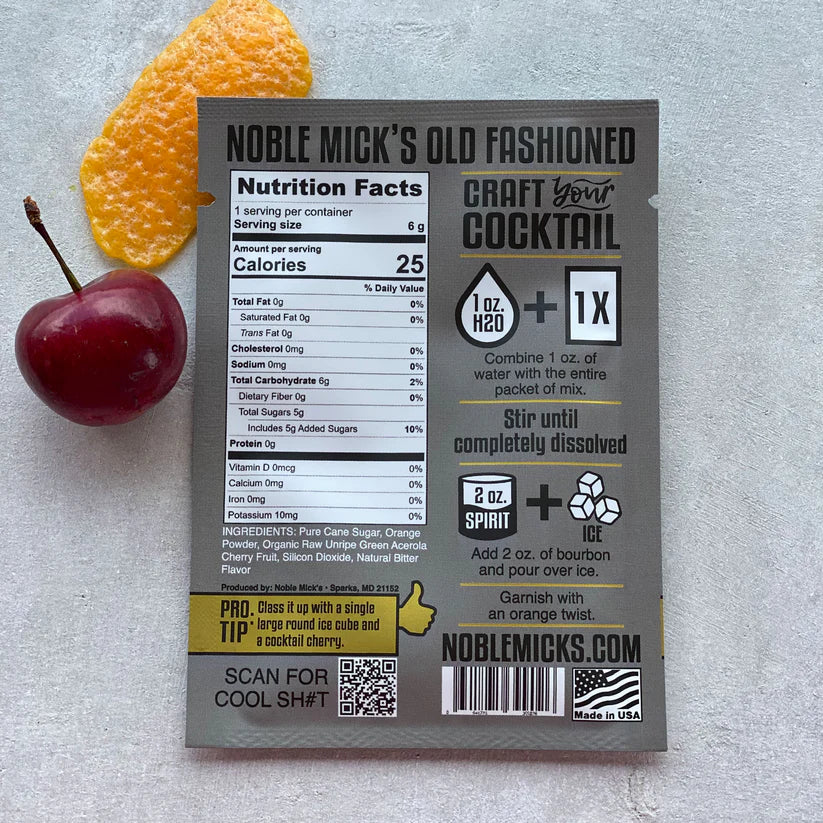 NOBLE MICK'S OLD FASHIONED
Nutrition Facts
1 serving per container
Serving size 6 g
Amount per serving
Calories 25
% Daily Value
Total Fat 0g 0%
Saturated Fat 0g 0%
Trans Fat 0g
Cholesterol 0mg 0%
Sodium 0mg 0%
Total Carbohydrate 6g 2%
Dietary Fiber 0g 0%
Total Sugars 5g
Includes 5g Added Sugars 10%
Protein 0g
Vitamin D 0mcg 0%
Calcium 0mg 0%
Iron 0mg 0%
Potassium 10mg 0%
INGREDIENTS: Pure Cane Sugar, Orange
Powder, Organic Raw Unripe Green Acerola
Cherry Fruit, Silicon Dioxide, Natural Bitter
Flavor
Produced by: Noble Mick's • Sparks, MD 21152
PRO. TIP:
Class it up with a single
large round ice cube and
a cocktail cherry.
SCAN FOR
COOL SH#T
CRAFT your
COCKTAIL
1 oz.
H20
+
1X
Combine 1 oz. of
water with the entire
packet of mix.
Stir until
completely dissolved
2 oz.
SPIRIT
+
ICE
Add 2 oz. of bourbon
and pour over ice.
Garnish with
an orange twist.
NOBLEMICKS.COM
Made in USA